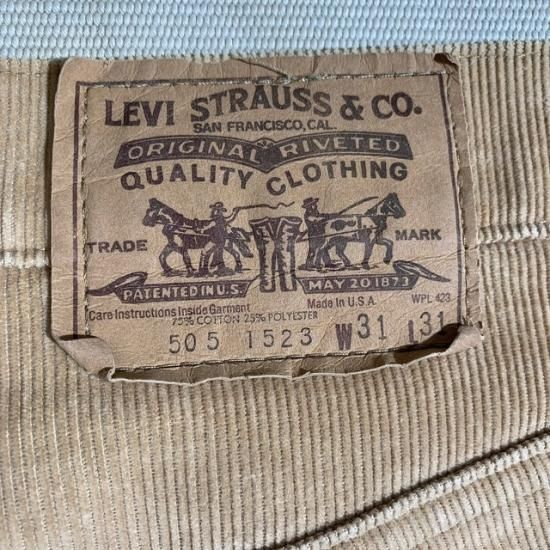 LEVI STRAUSS & CO.
SAN FRANCISCO, CAL.
ORIGINAL RIVETED
QUALITY CLOTHING
TRADE MARK
PATENTED IN U.S. MAY 20 1873
Care Instructions Inside Garment Made In U.S.A. WPL 423
75% COTTON 25% POLYESTER
505 1523 W31 L31